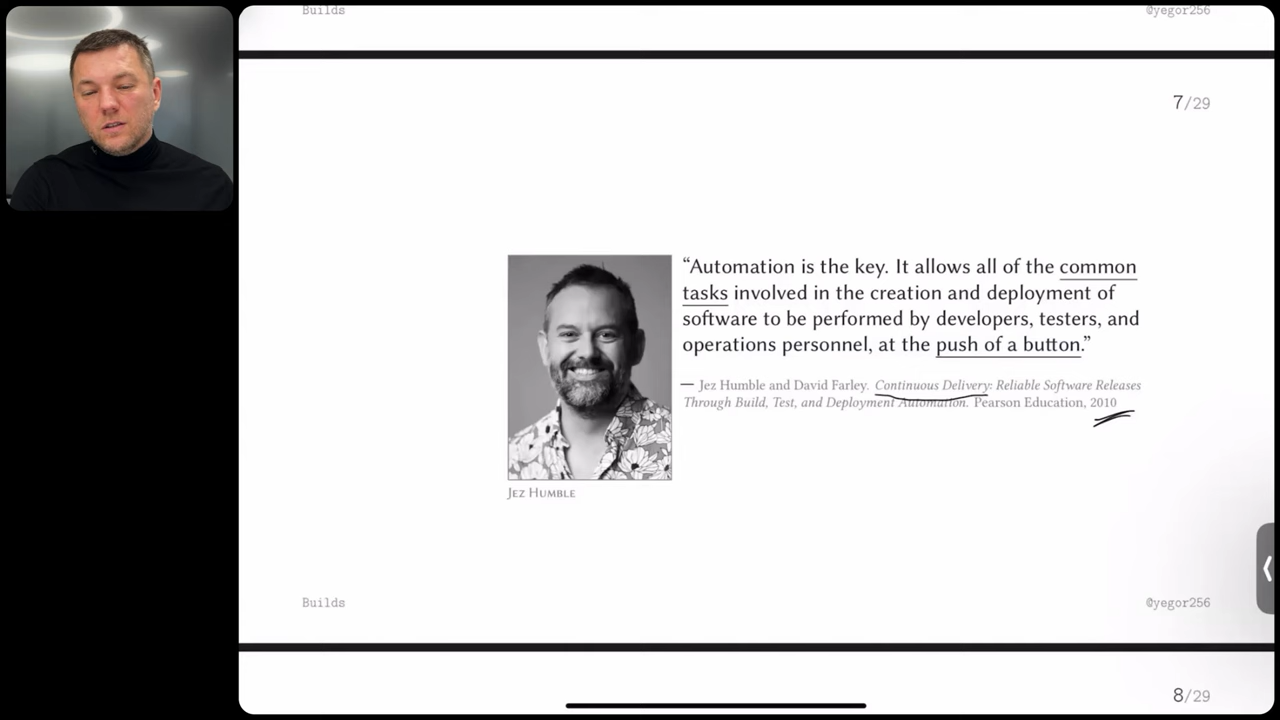 Builds
@yegor256
7/29
“Automation is the key. It allows all of the common
tasks involved in the creation and deployment of
software to be performed by developers, testers, and
operations personnel, at the push of a button.”
— Jez Humble and David Farley. Continuous Delivery: Reliable Software Releases
Through Build, Test, and Deployment Automation. Pearson Education, 2010
Jez Humble
Builds
@yegor256
8/29